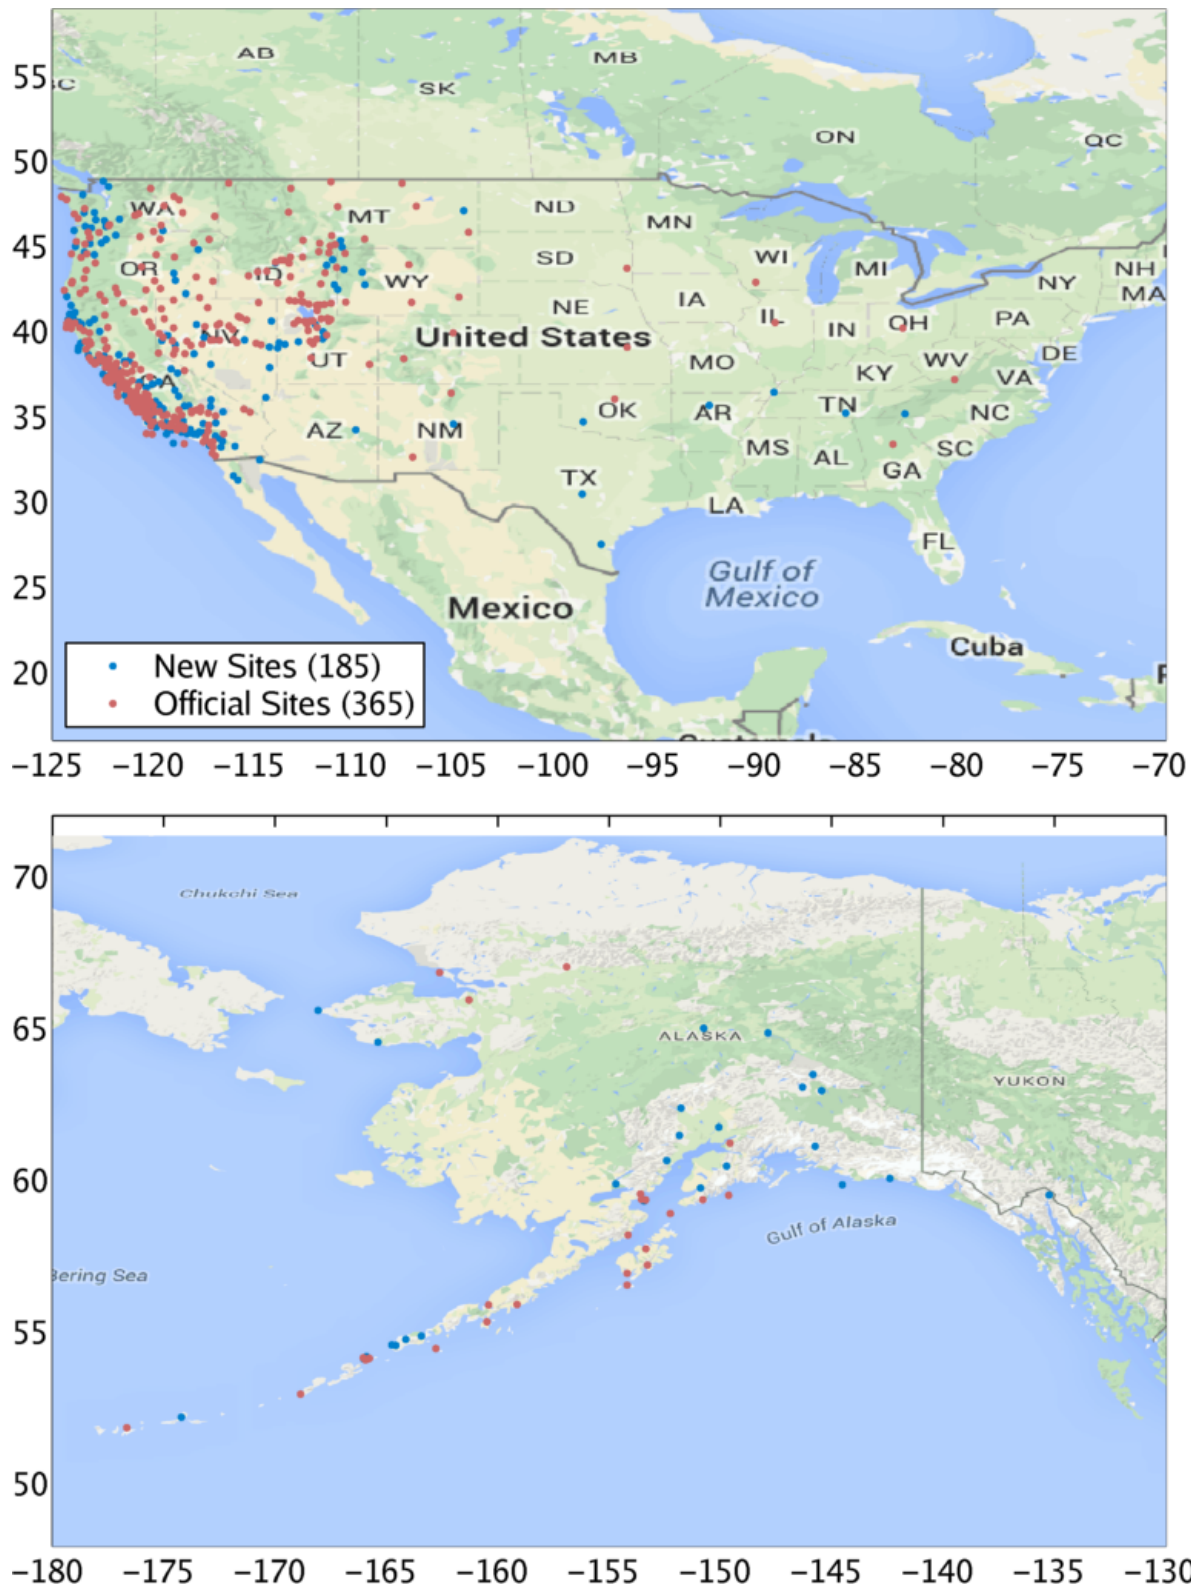 55
50
45
40
35
30
25
20
AB
MB
SK
ON
QC
WA
MT
ND
MN
OR
ID
WY
SD
WI
MI
NY
NH
MA
NE
IA
NV
UT
United States
IL
IN
OH
PA
MO
KY
WV
DE
VA
CA
AZ
NM
OK
AR
TN
NC
MS
AL
GA
SC
TX
LA
FL
Gulf of
Mexico
Mexico
Cuba
New Sites (185)
Official Sites (365)
−125 −120 −115 −110 −105 −100 −95 −90 −85 −80 −75 −70
70
65
60
55
50
Chukchi Sea
ALASKA
YUKON
Gulf of Alaska
Bering Sea
−180 −175 −170 −165 −160 −155 −150 −145 −140 −135 −130